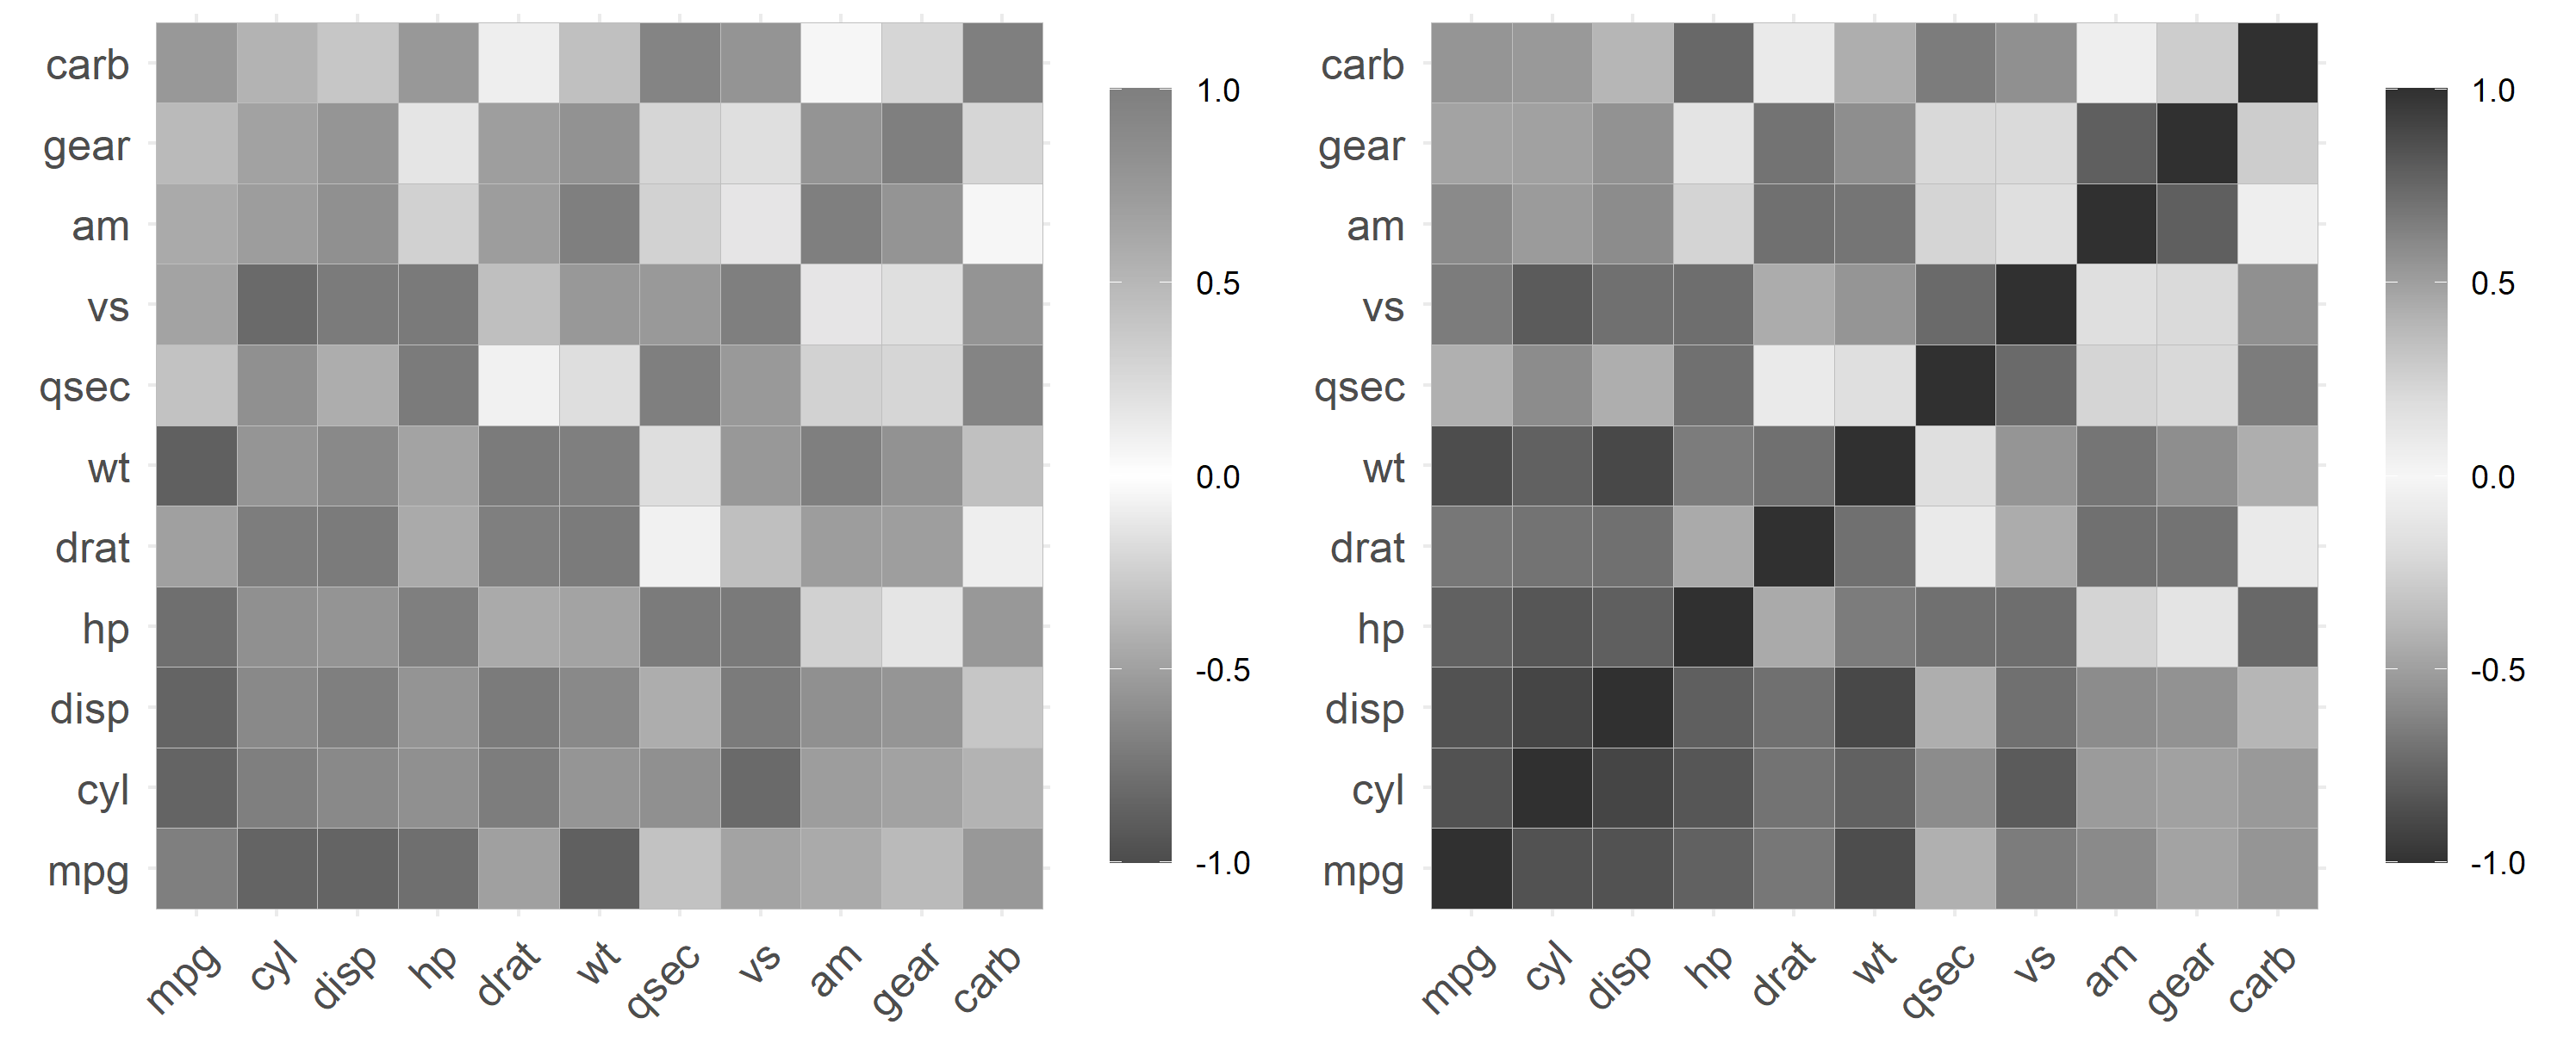 carb
gear
am
vs
qsec
wt
drat
hp
disp
cyl
mpg
mpg cyl disp hp drat wt qsec vs am gear carb
1.0
0.5
0.0
-0.5
-1.0
carb
gear
am
vs
qsec
wt
drat
hp
disp
cyl
mpg
mpg cyl disp hp drat wt qsec vs am gear carb
1.0
0.5
0.0
-0.5
-1.0